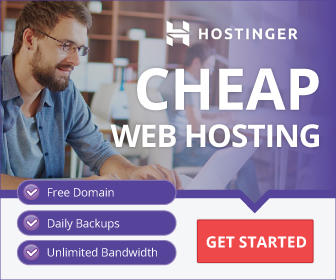 HOSTINGER
CHEAP
WEB HOSTING
Free Domain
Daily Backups
Unlimited Bandwidth
GET STARTED